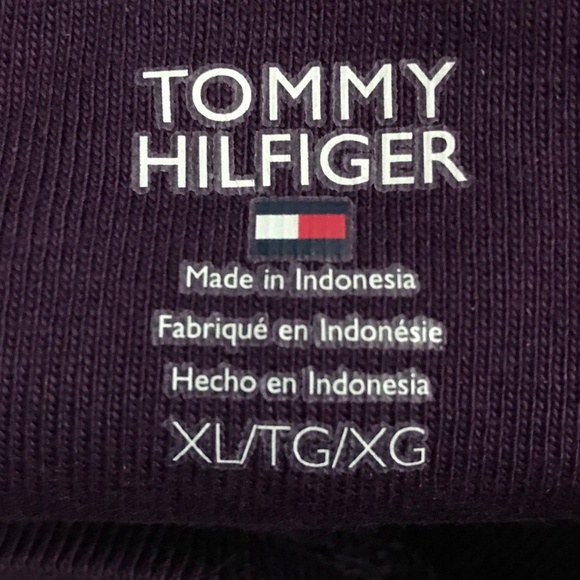 TOMMY
HILFIGER
Made in Indonesia
Fabriqué en Indonésie
Hecho en Indonesia
XL/TG/XG